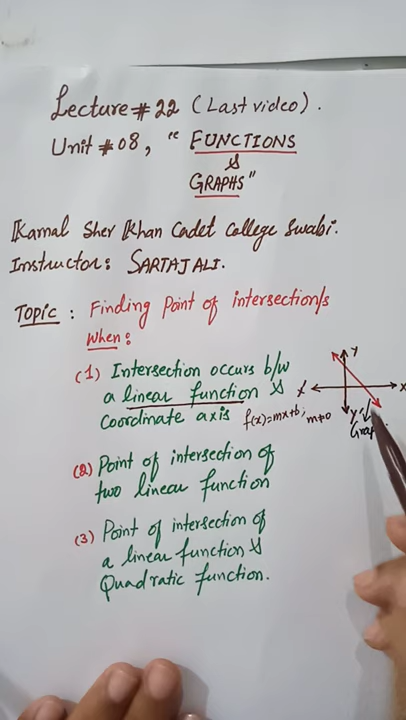 Lecture # 22 (Last video).
Unit # 08, " FUNCTIONS
&
GRAPHS"
Kamal Sher Khan Cadet College Swabi.
Instructor: SARTAJ ALI.
Topic : Finding Point of intersection/s
When:
(1) Intersection occurs b/w
a linear function &
Coordinate axis f(x)=mx+b; m≠0
Y
X
Y'
(2) Point of intersection of
two linear function
(3) Point of intersection of
a linear function &
Quadratic function.